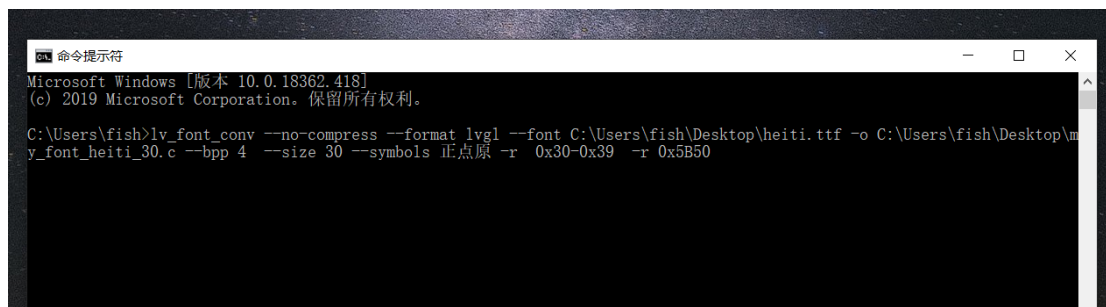 命令提示符
Microsoft Windows [版本 10.0.18362.418]
(c) 2019 Microsoft Corporation。保留所有权利。
C:\Users\fish>lv_font_conv --no-compress --format lvgl --font C:\Users\fish\Desktop\heiti.ttf -o C:\Users\fish\Desktop\m
y_font_heiti_30.c --bpp 4  --size 30 --symbols 正点原 -r  0x30-0x39  -r 0x5B50